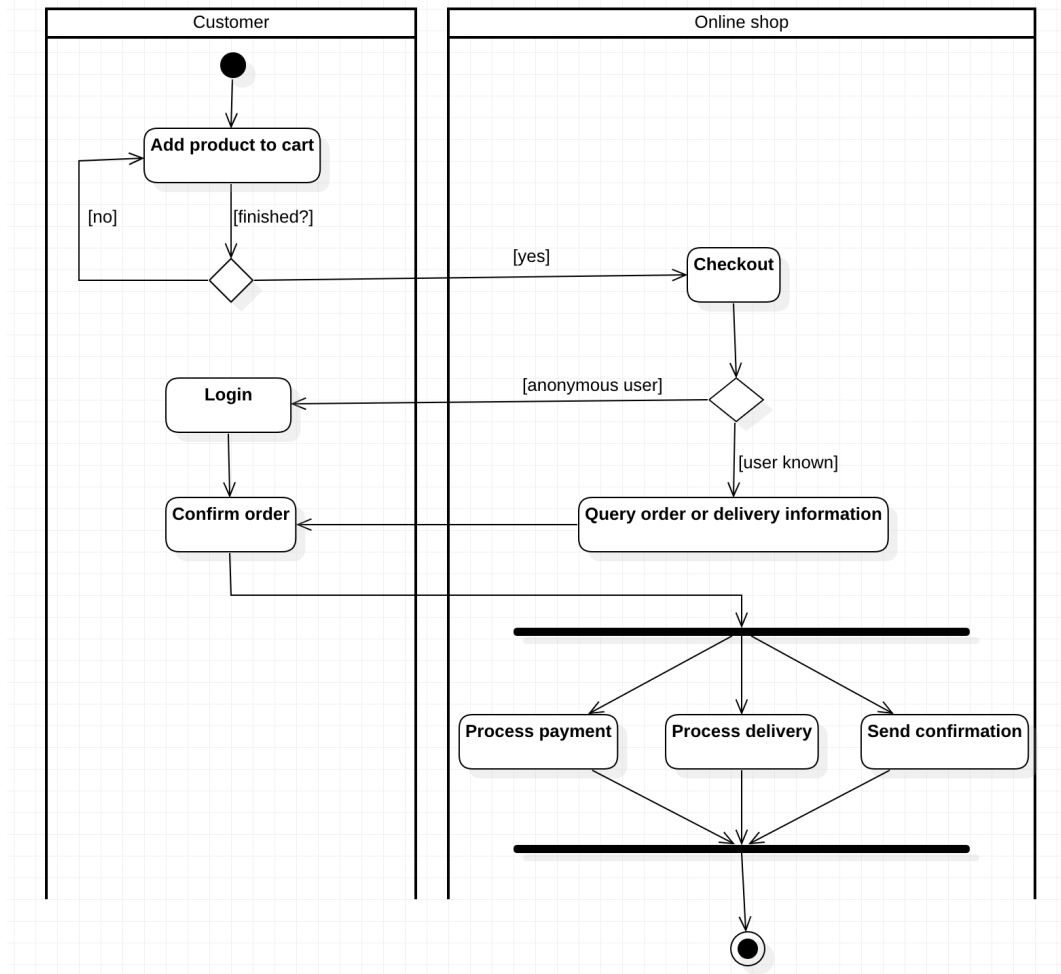 Customer
Online shop
Add product to cart
[no]
[finished?]
[yes]
Checkout
[anonymous user]
Login
[user known]
Confirm order
Query order or delivery information
Process payment
Process delivery
Send confirmation